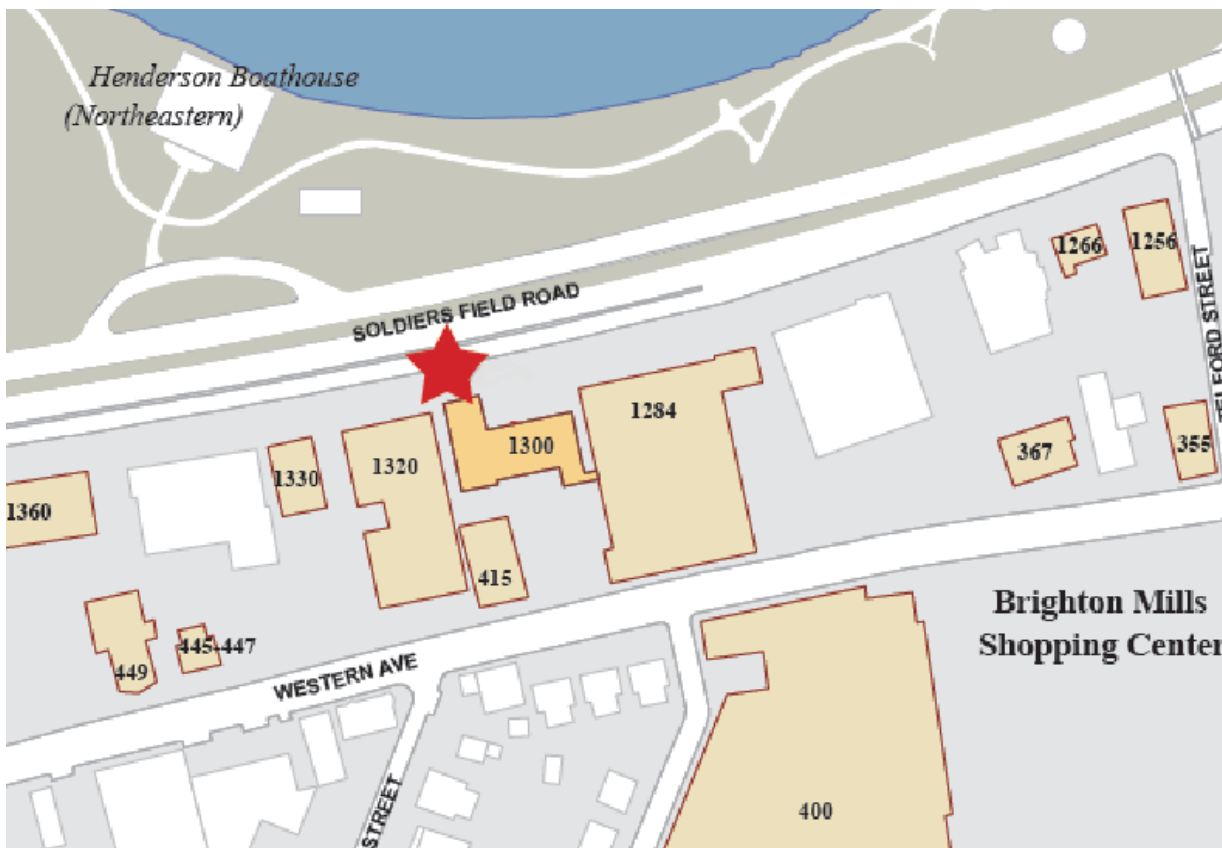 Henderson Boathouse
(Northeastern)
SOLDIERS FIELD ROAD
1266
1256
TELFORD STREET
1284
1300
1320
1330
1360
367
355
415
449
445-447
WESTERN AVE
Brighton Mills
Shopping Center
STREET
400